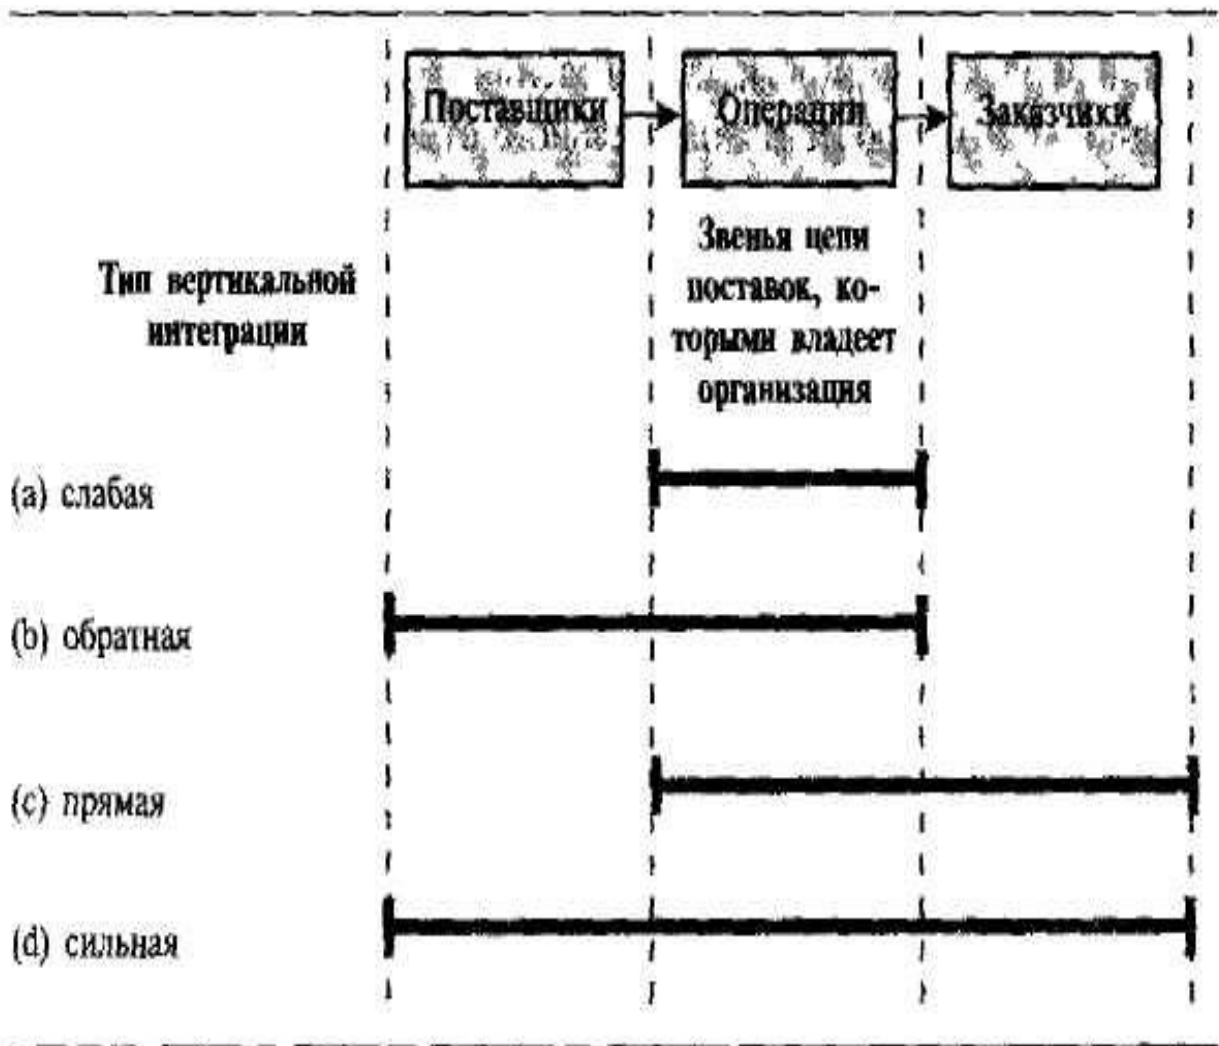 Поставщики
Операции
Заказчики
Тип вертикальной
интеграции
Звенья цепи
поставок, ко-
торыми владеет
организация
(a) слабая
(b) обратная
(c) прямая
(d) сильная